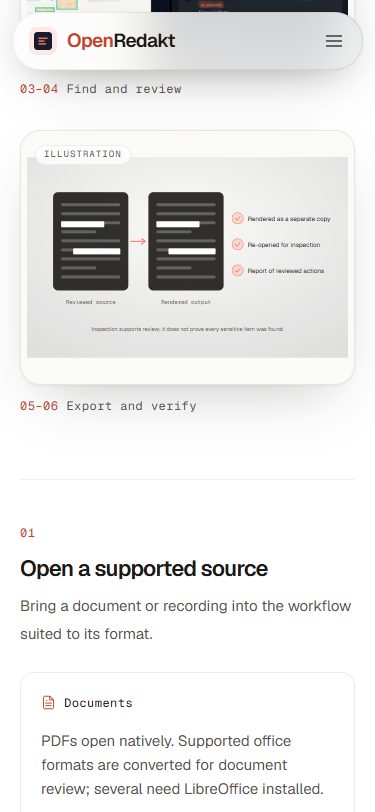 OpenRedakt
03–04 Find and review
ILLUSTRATION
Rendered as a separate copy
Re-opened for inspection
Report of reviewed actions
Reviewed source
Rendered output
Inspection supports review; it does not prove every sensitive item was found.
05–06 Export and verify
01
Open a supported source
Bring a document or recording into the workflow
suited to its format.
Documents
PDFs open natively. Supported office
formats are converted for document
review; several need LibreOffice installed.